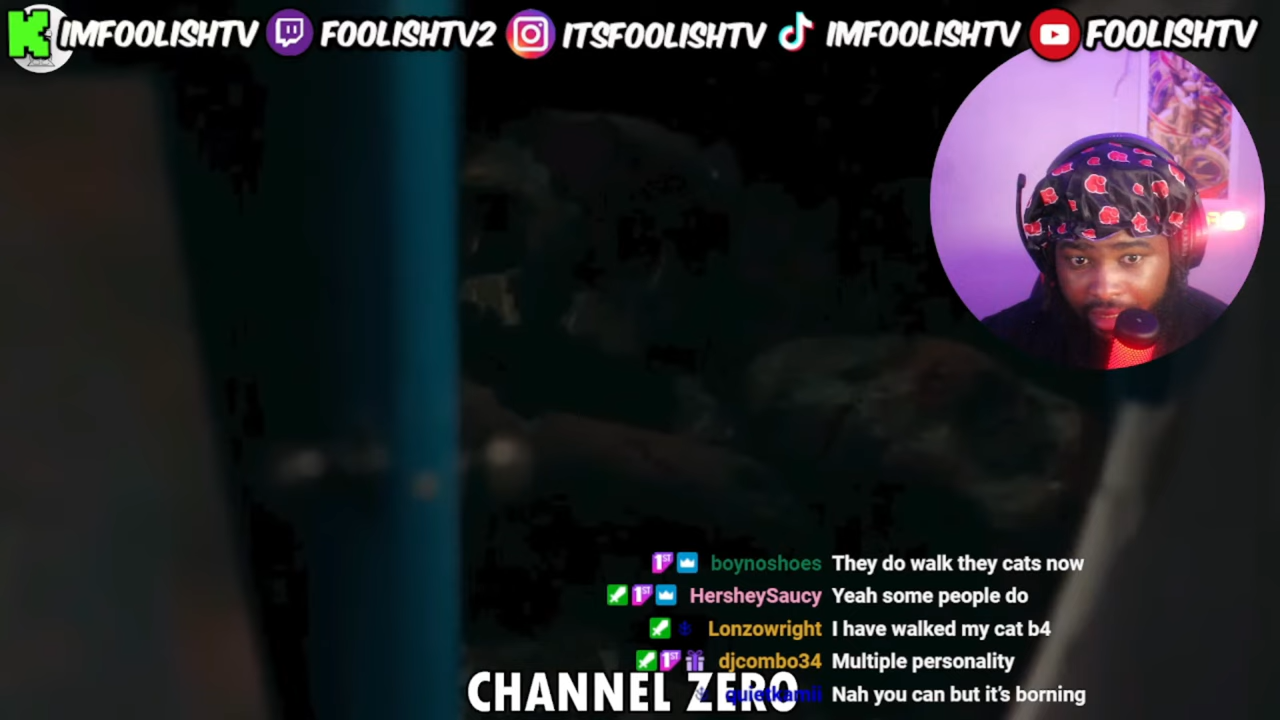 IMFOOLISHTV FOOLISHTV2 ITSFOOLISHTV IMFOOLISHTV FOOLISHTV
boynoshoes They do walk they cats now
HersheySaucy Yeah some people do
Lonzowright I have walked my cat b4
djcombo34 Multiple personality
quietkamii Nah you can but it's borning
CHANNEL ZERO